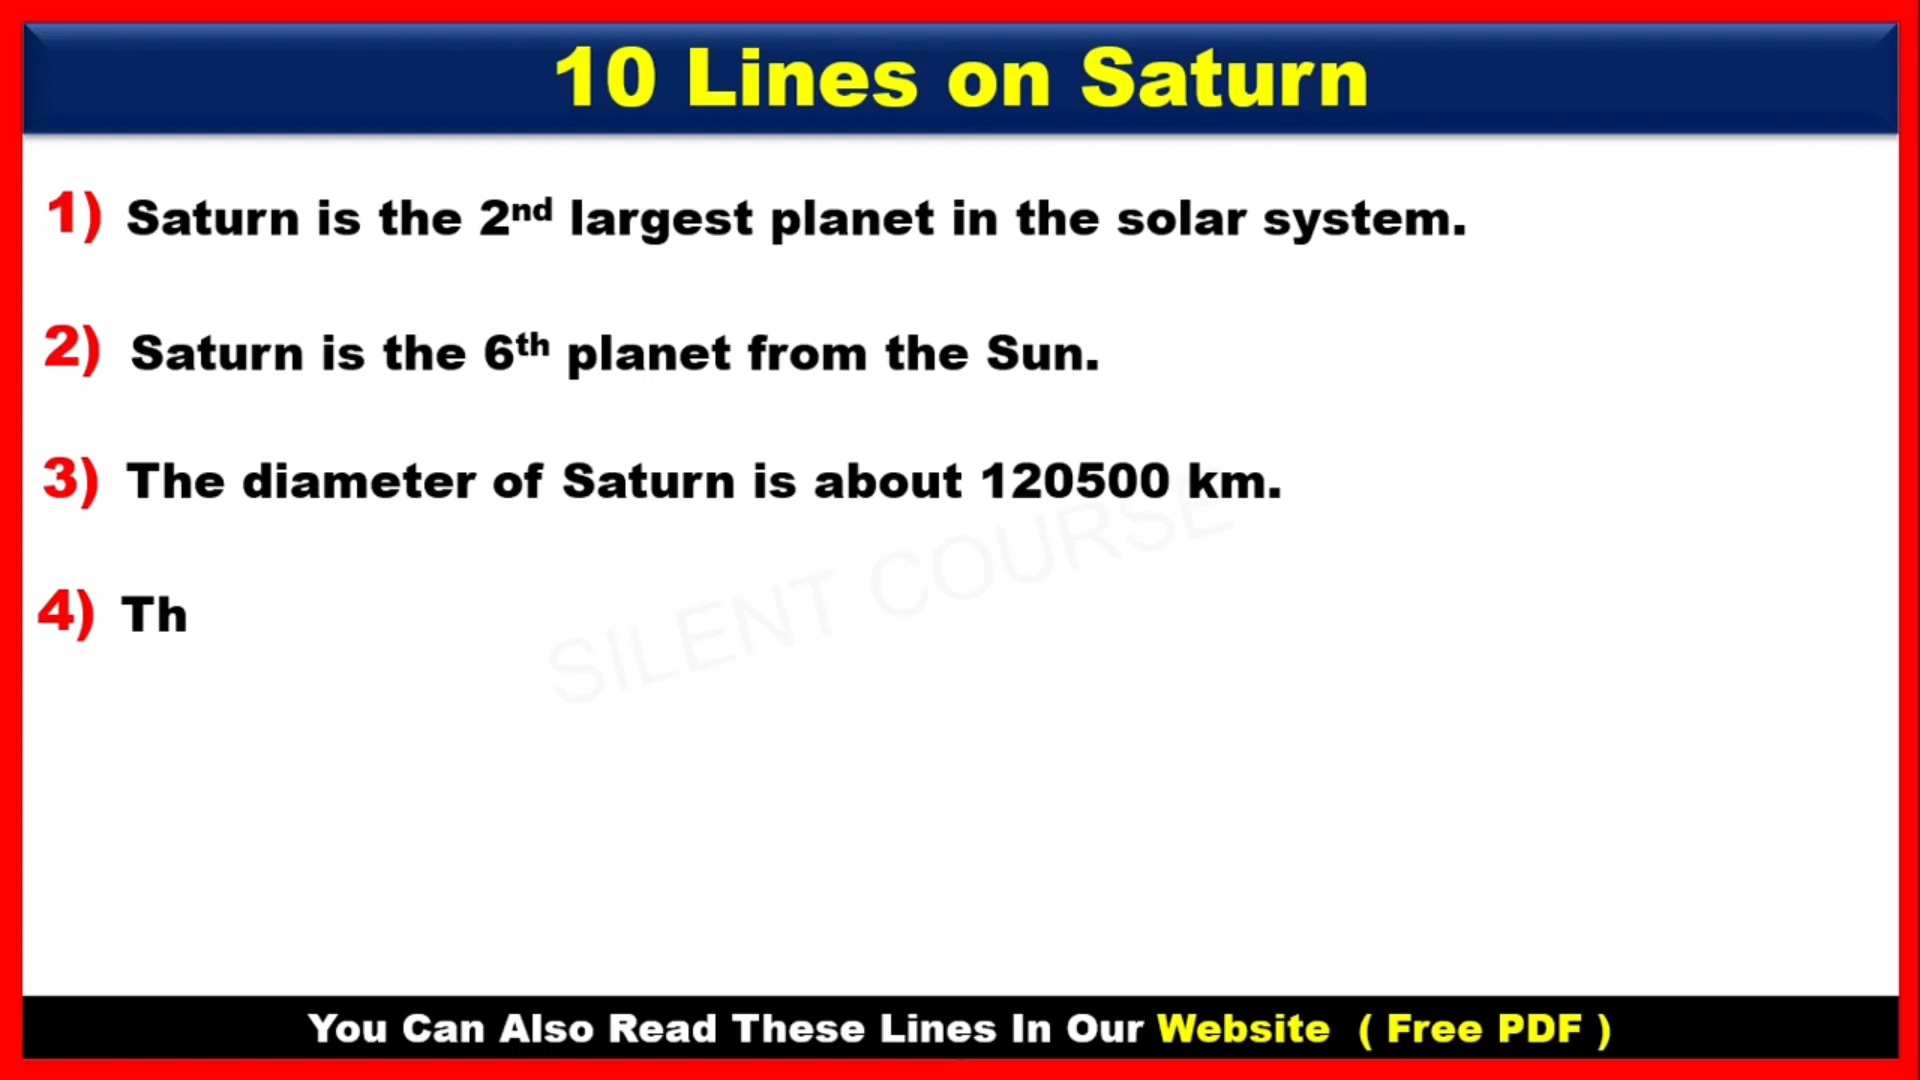 10 Lines on Saturn
1) Saturn is the 2nd largest planet in the solar system.
2) Saturn is the 6th planet from the Sun.
3) The diameter of Saturn is about 120500 km.
SILENT COURSE
4) Th
You Can Also Read These Lines In Our Website ( Free PDF )